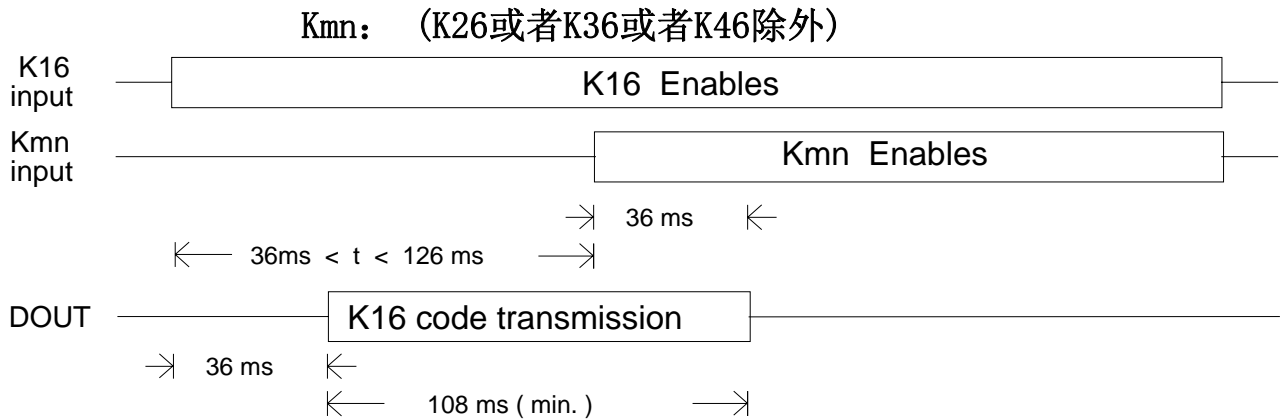 Kmn： (K26或者K36或者K46除外)
K16
input
K16 Enables
Kmn
input
Kmn Enables
36 ms
36ms < t < 126 ms
DOUT
K16 code transmission
36 ms
108 ms ( min. )